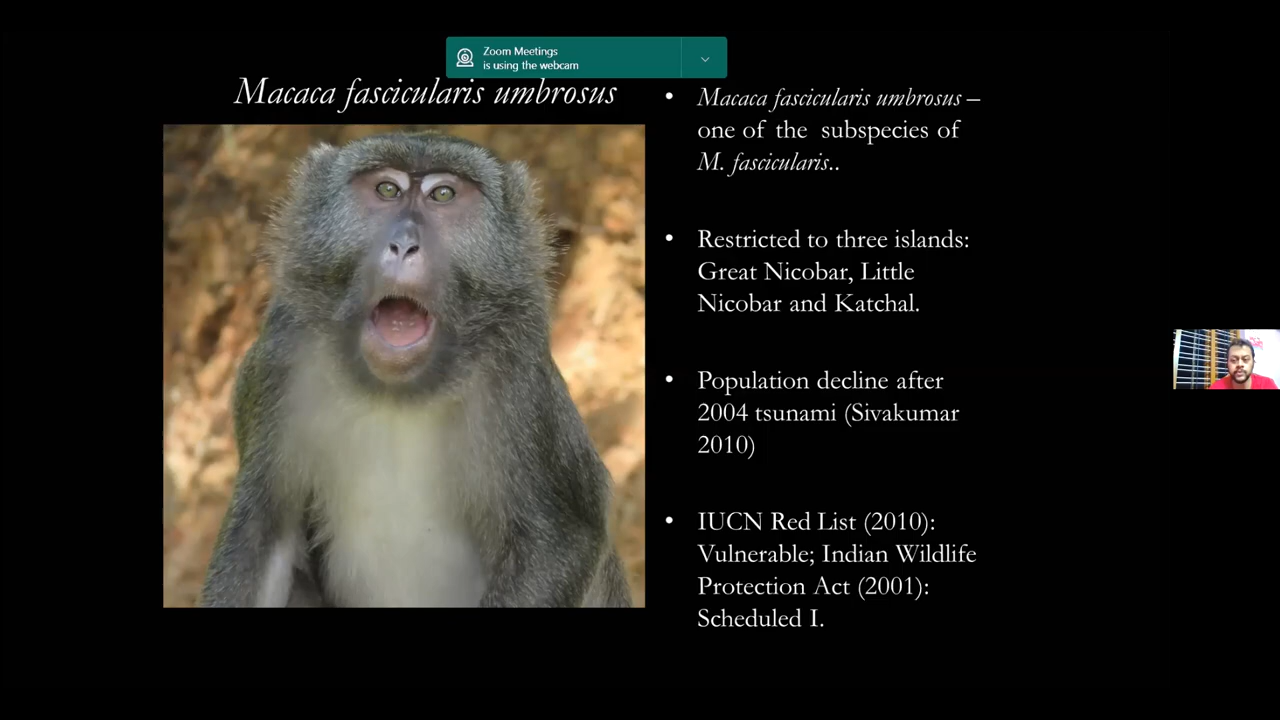 Zoom Meetings
is using the webcam
Macaca fascicularis umbrosus
• Macaca fascicularis umbrosus –
one of the subspecies of
M. fascicularis..
• Restricted to three islands:
Great Nicobar, Little
Nicobar and Katchal.
• Population decline after
2004 tsunami (Sivakumar
2010)
• IUCN Red List (2010):
Vulnerable; Indian Wildlife
Protection Act (2001):
Scheduled I.